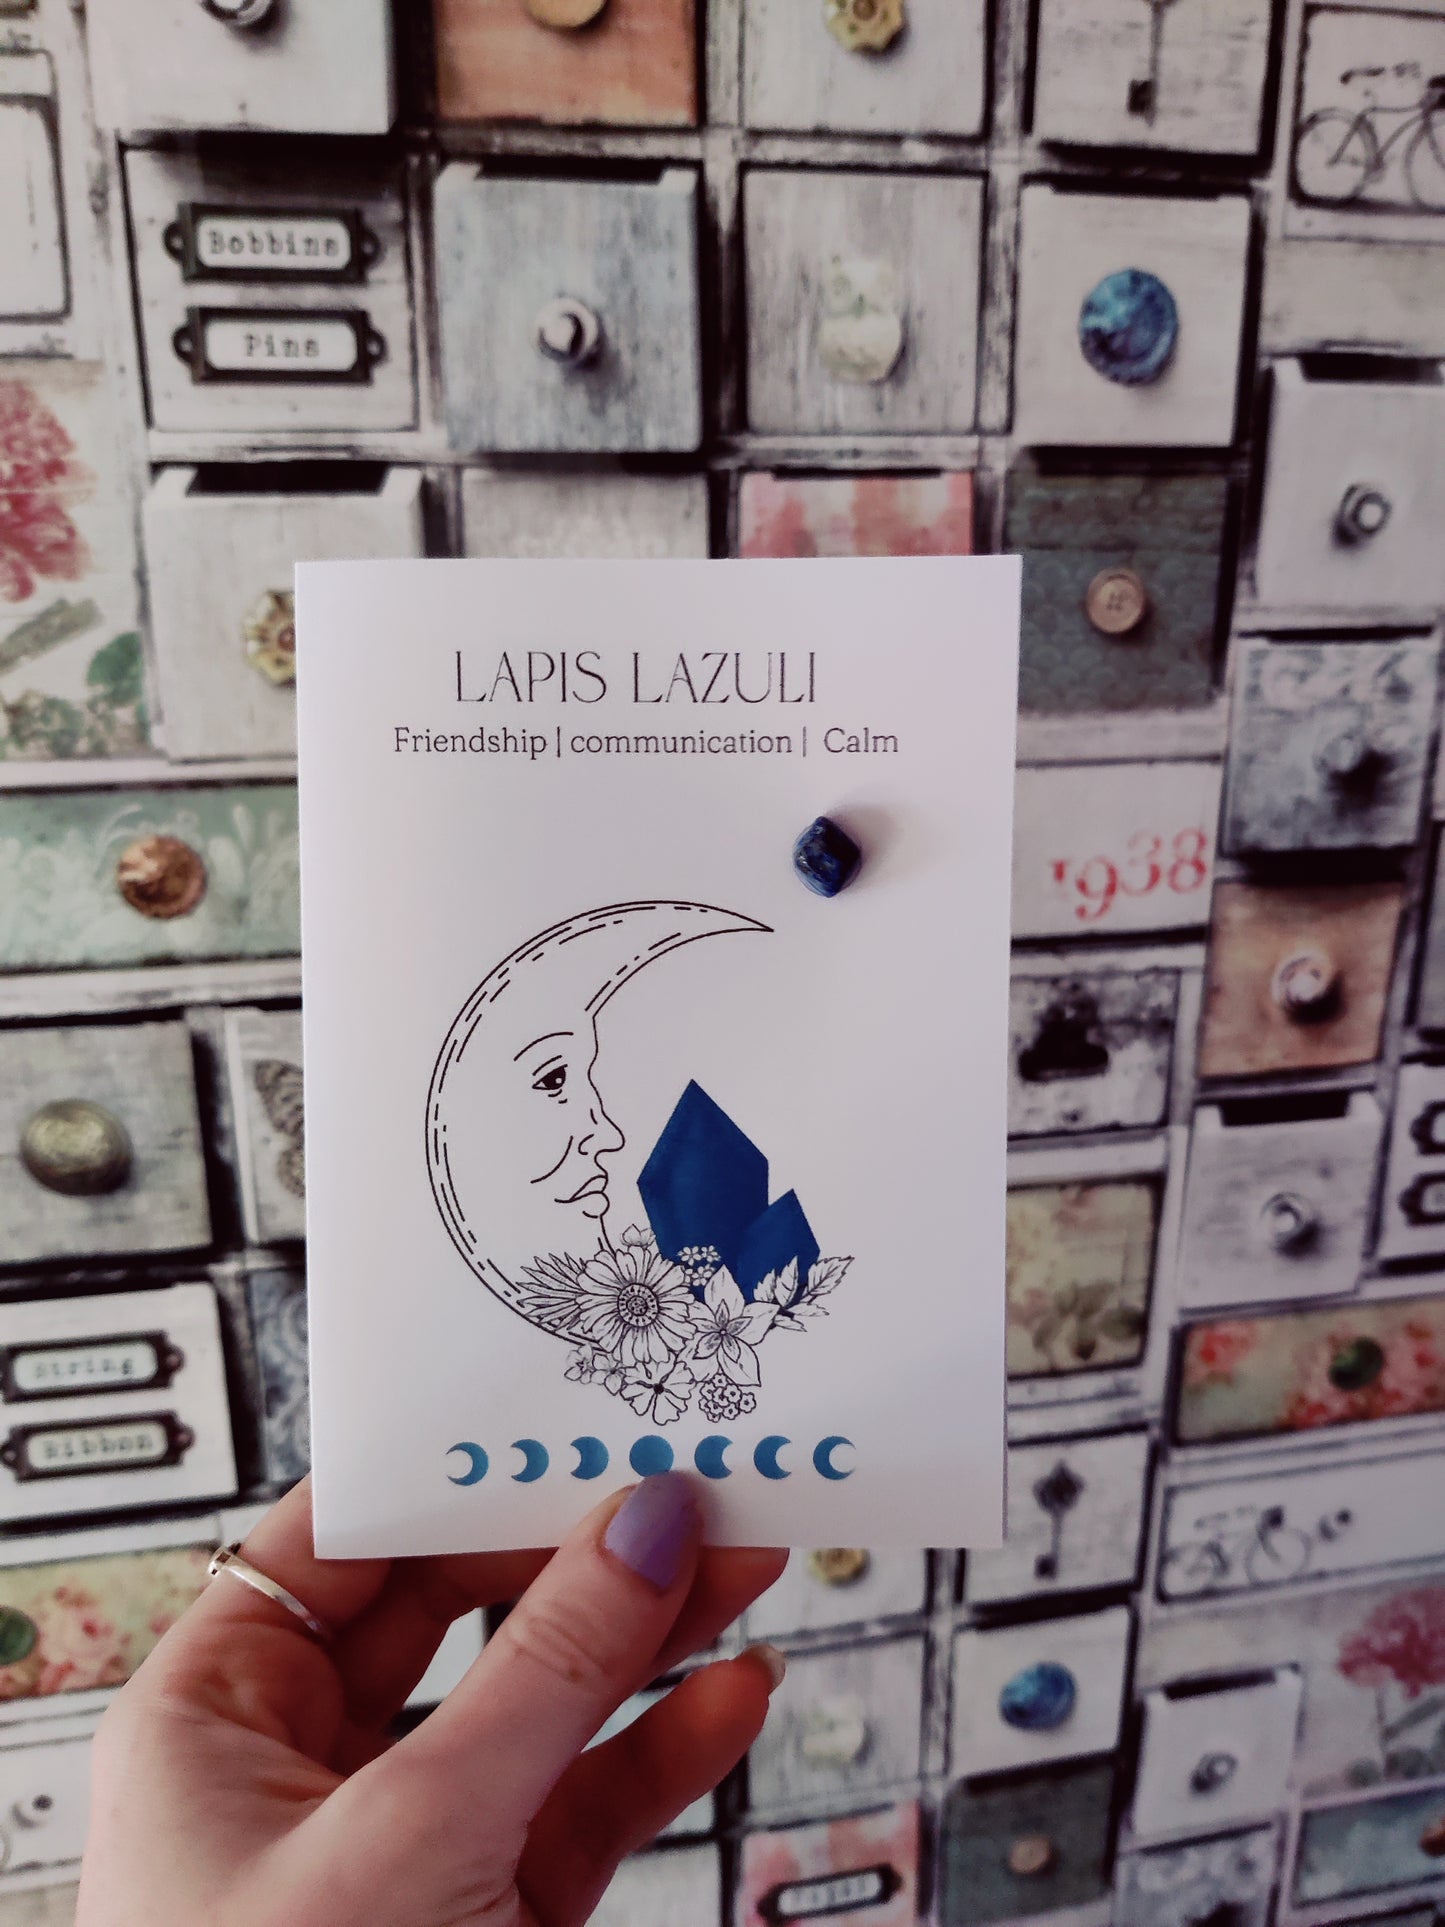 Bobbins
Pins
LAPIS LAZULI
Friendship | communication | Calm
1938
String
Ribbon